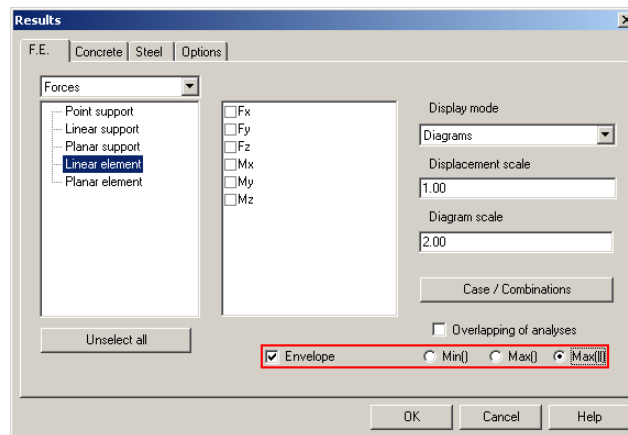 Results
F.E. Concrete Steel Options
Forces
Point support
Linear support
Planar support
Linear element
Planar element
Unselect all
Fx
Fy
Fz
Mx
My
Mz
Display mode
Diagrams
Displacement scale
1.00
Diagram scale
2.00
Case / Combinations
Overlapping of analyses
Envelope Min() Max() Max(||)
OK Cancel Help